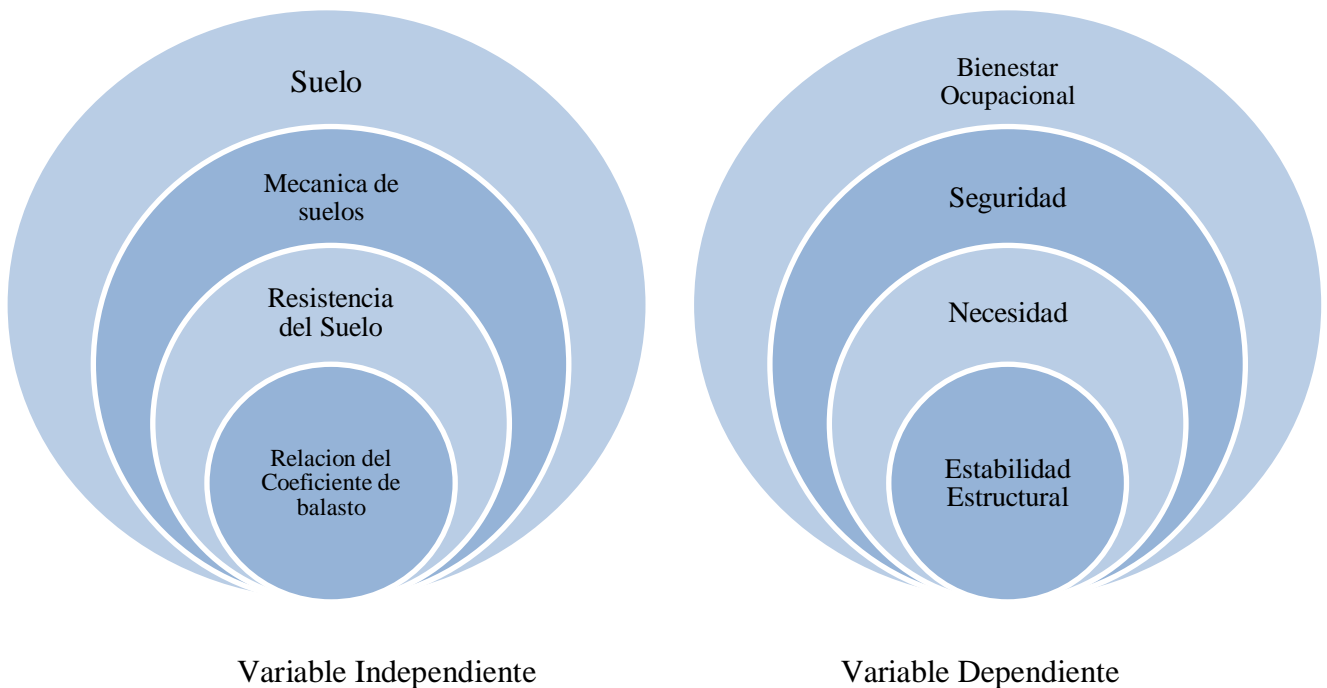 Suelo
Mecanica de
suelos
Resistencia
del Suelo
Relacion del
Coeficiente de
balasto
Variable Independiente
Bienestar
Ocupacional
Seguridad
Necesidad
Estabilidad
Estructural
Variable Dependiente